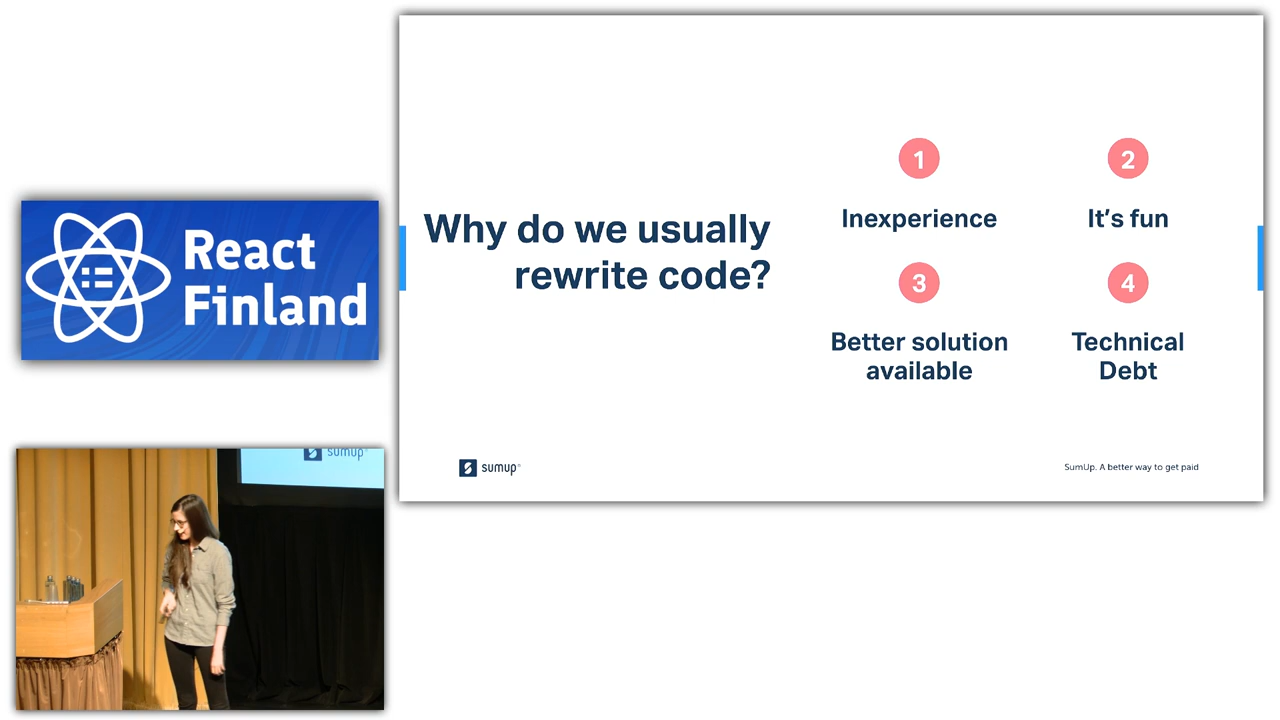 React
Finland
sumup
Why do we usually
rewrite code?
1
Inexperience
2
It's fun
3
Better solution
available
4
Technical
Debt
sumup
SumUp. A better way to get paid